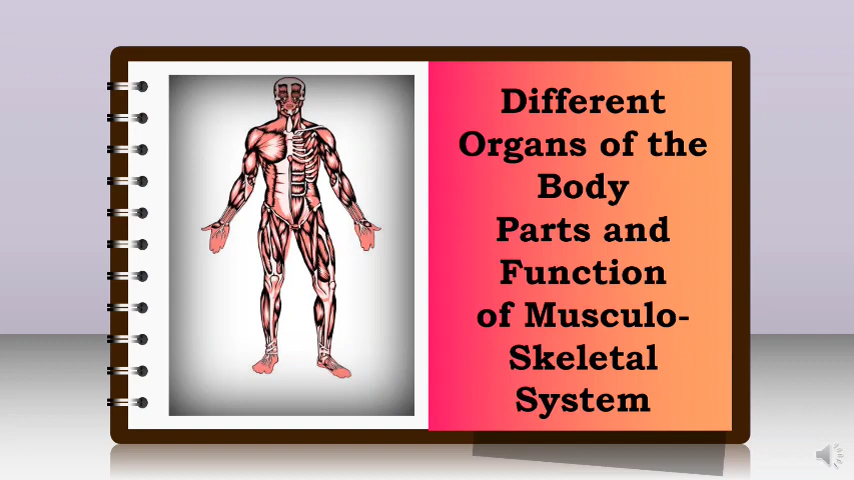 Different
Organs of the
Body
Parts and
Function
of Musculo-
Skeletal
System